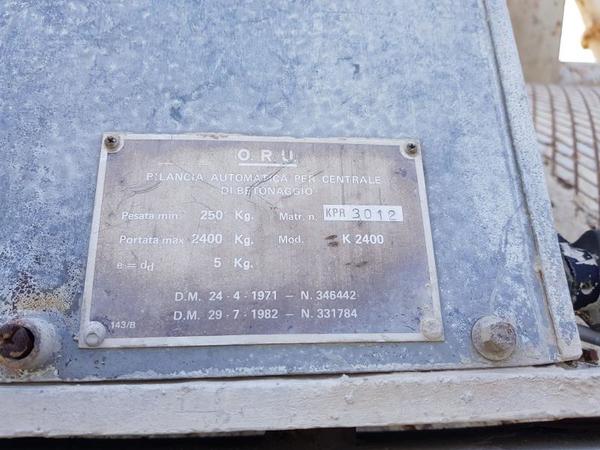 O.R.U.
BILANCIA AUTOMATICA PER CENTRALE
DI BETONAGGIO
Pesata min. 250 Kg. Matr. n. KPR 3012
Portata max 2400 Kg. Mod. K 2400
e = dd 5 Kg.
D.M. 24-4-1971 – N. 346442
D.M. 29-7-1982 – N. 331784
143/B